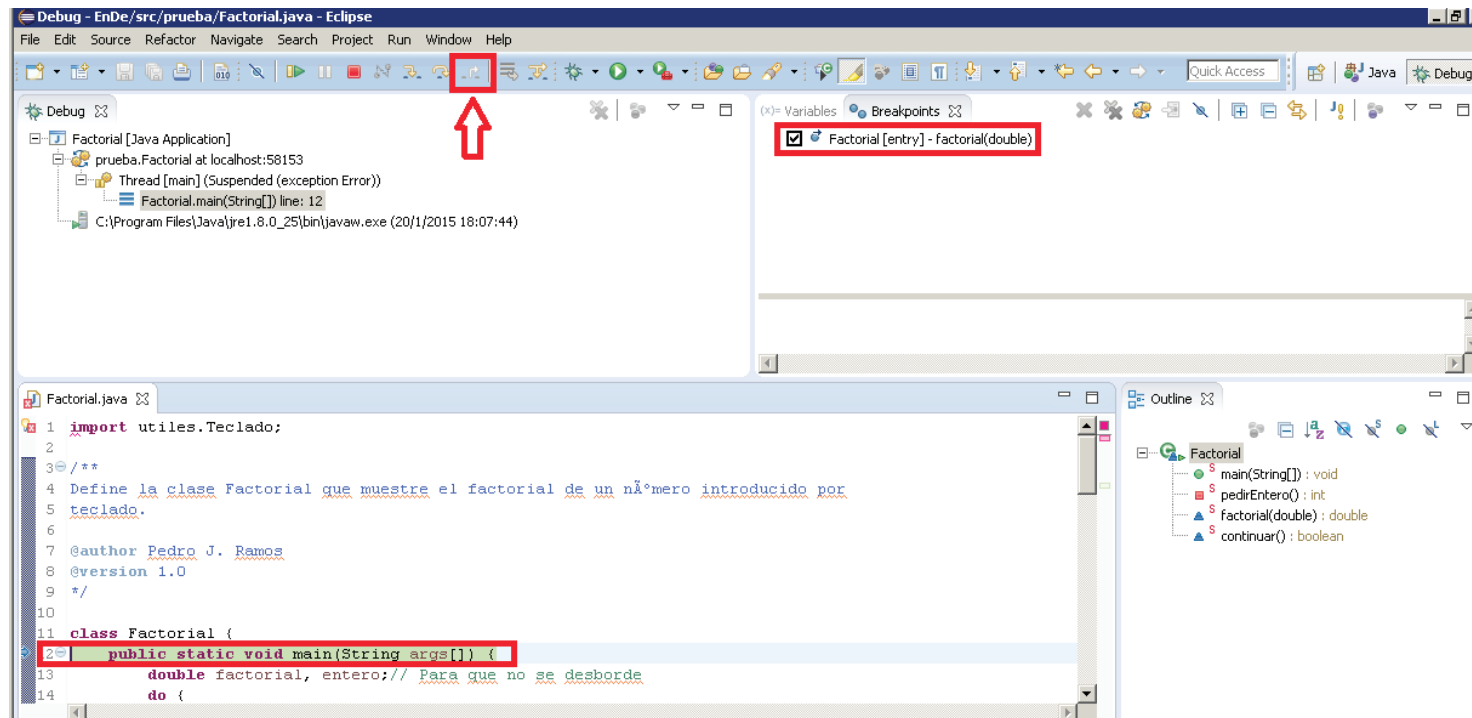 Debug - EnDe/src/prueba/Factorial.java - Eclipse
File Edit Source Refactor Navigate Search Project Run Window Help
Quick Access
Java
Debug
Debug
Factorial [Java Application]
prueba.Factorial at localhost:58153
Thread [main] (Suspended (exception Error))
Factorial.main(String[]) line: 12
C:\Program Files\Java\jre1.8.0_25\bin\javaw.exe (20/1/2015 18:07:44)
(x)= Variables
Breakpoints
Factorial [entry] - factorial(double)
Factorial.java
1 import utiles.Teclado;
2
3 /**
4 Define la clase Factorial que muestre el factorial de un nÃºmero introducido por
5 teclado.
6
7 @author Pedro J. Ramos
8 @version 1.0
9 */
10
11 class Factorial {
2 public static void main(String args[]) {
13 double factorial, entero;// Para que no se desborde
14 do {
Outline
Factorial
main(String[]) : void
pedirEntero() : int
factorial(double) : double
continuar() : boolean